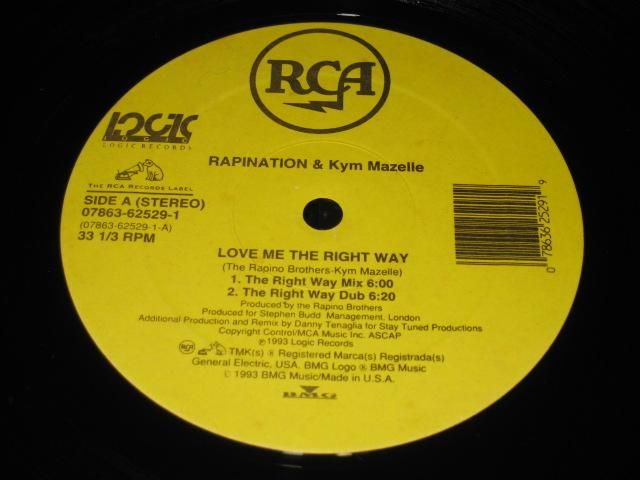 RCA
LOGIC
LOGIC RECORDS
RAPINATION & Kym Mazelle
THE RCA RECORDS LABEL
SIDE A (STEREO)
07863-62529-1
(07863-62529-1-A)
33 1/3 RPM
0 78636 25291 9
LOVE ME THE RIGHT WAY
(The Rapino Brothers-Kym Mazelle)
1. The Right Way Mix 6:00
2. The Right Way Dub 6:20
Produced by the Rapino Brothers
Produced for Stephen Budd Management, London
Additional Production and Remix by Danny Tenaglia for Stay Tuned Productions
Copyright Control/MCA Music Inc. ASCAP
℗ 1993 Logic Records
RCA TMK(s) ® Registered Marca(s) Registrada(s)
General Electric, USA. BMG Logo ® BMG Music
© 1993 BMG Music/Made in U.S.A.
BMG